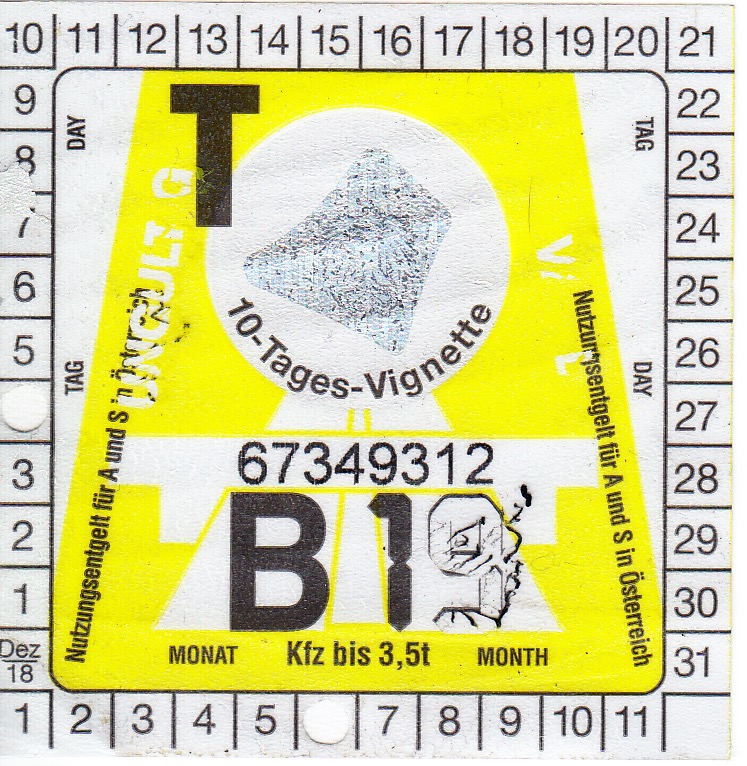 10 11 12 13 14 15 16 17 18 19 20 21
9 22
DAY TAG
8 23
T
7 24
6 25
5 26
TAG DAY
27
3 28
2 29
1 30
Dez 31
18
1 2 3 4 5 7 8 9 10 11
10-Tages-Vignette
67349312
B 19
MONAT Kfz bis 3,5t MONTH
Nutzungsentgelt für A und S in Österreich
Nutzungsentgelt für A und S in Österreich